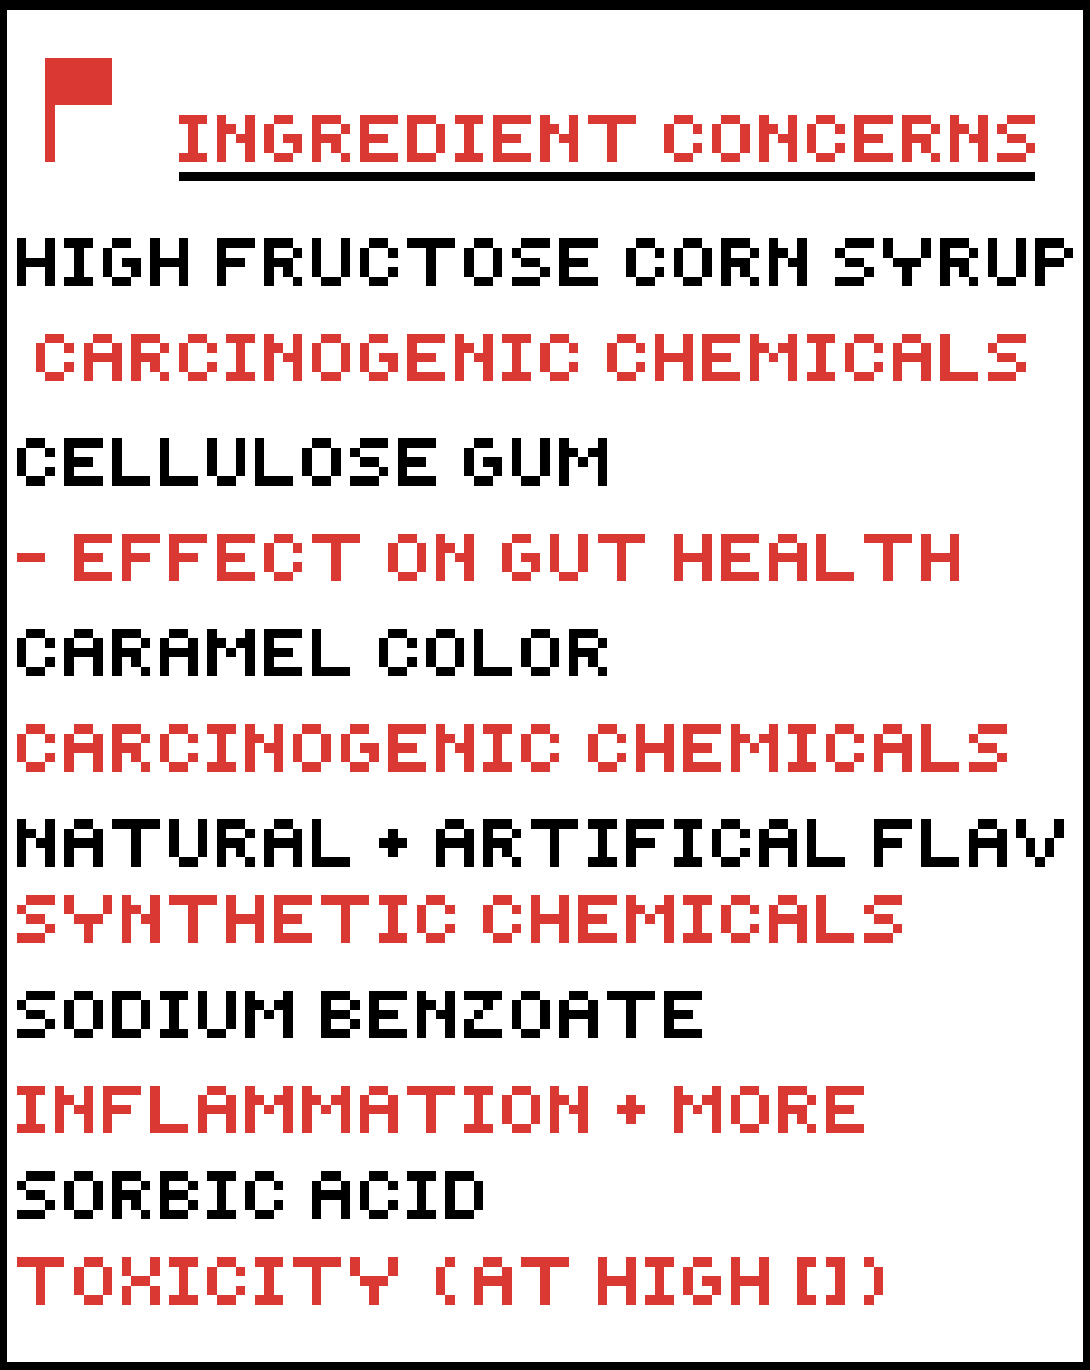 INGREDIENT CONCERNS
HIGH FRUCTOSE CORN SYRUP
CARCINOGENIC CHEMICALS
CELLULOSE GUM
- EFFECT ON GUT HEALTH
CARAMEL COLOR
CARCINOGENIC CHEMICALS
NATURAL + ARTIFICAL FLAV
SYNTHETIC CHEMICALS
SODIUM BENZOATE
INFLAMMATION + MORE
SORBIC ACID
TOXICITY (AT HIGH [])